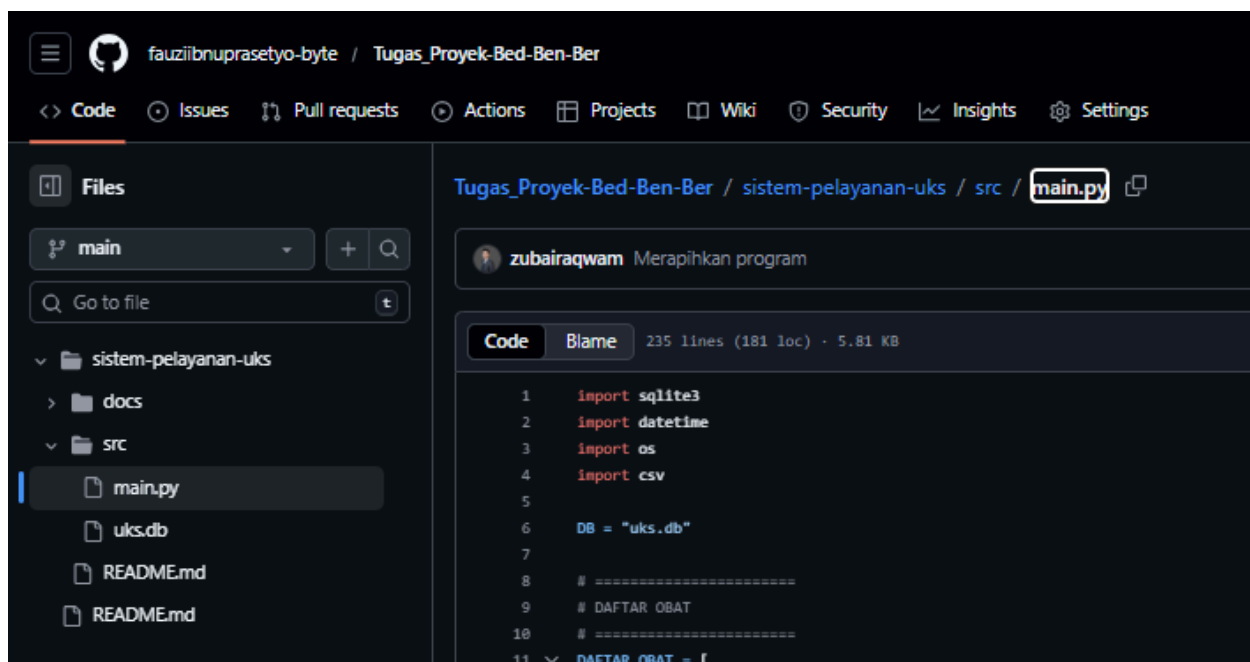 fauziibnuprasetyo-byte / Tugas_Proyek-Bed-Ben-Ber
<> Code Issues Pull requests Actions Projects Wiki Security Insights Settings
Files
main
Go to file t
sistem-pelayanan-uks
docs
src
main.py
uks.db
README.md
README.md
Tugas_Proyek-Bed-Ben-Ber / sistem-pelayanan-uks / src / main.py
zubairaqwam Merapihkan program
Code Blame 235 lines (181 loc) · 5.81 KB
1 import sqlite3
2 import datetime
3 import os
4 import csv
5
6 DB = "uks.db"
7
8 # =======================
9 # DAFTAR OBAT
10 # =======================
11 DAFTAR_OBAT = [